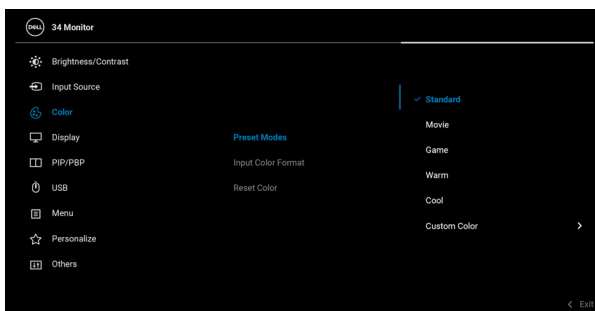 DELL 34 Monitor
Brightness/Contrast
Input Source
Color
Display
PIP/PBP
USB
Menu
Personalize
Others
Preset Modes
Input Color Format
Reset Color
Standard
Movie
Game
Warm
Cool
Custom Color
Exit